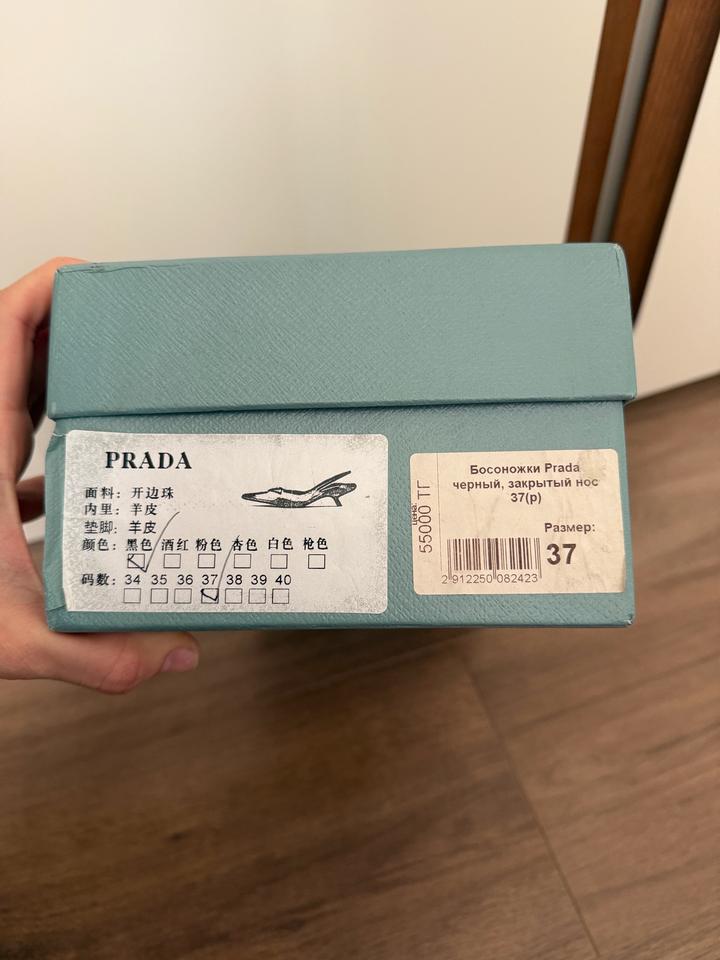 PRADA
面料：开边珠
内里：羊皮
垫脚：羊皮
颜色：黑色 酒红 粉色 杏色 白色 枪色
码数：34 35 36 37 38 39 40
Босоножки Prada
черный, закрытый нос
37(р)
цена:
55000 ТГ
Размер:
37
2 912250 082423